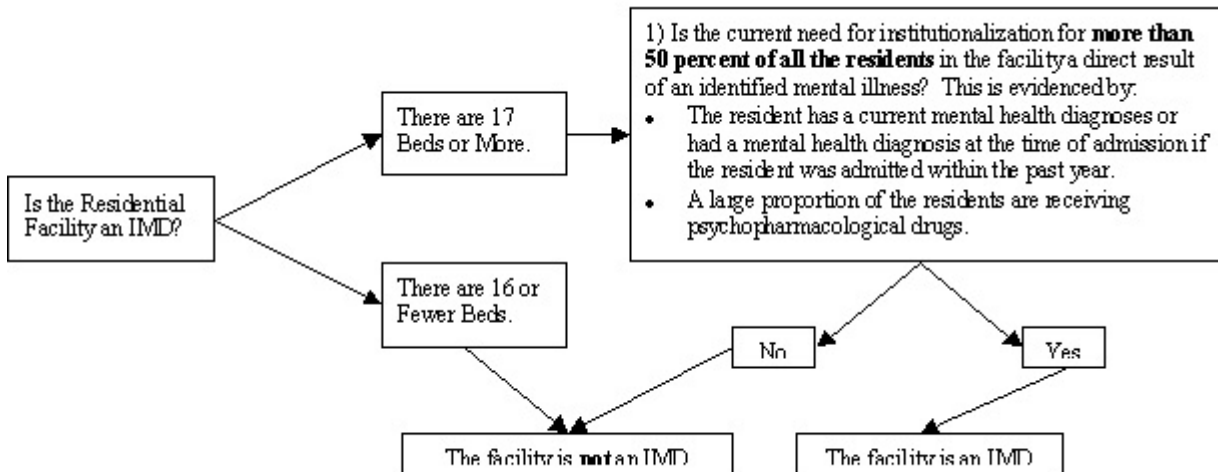 Is the Residential
Facility an IMD?
There are 17
Beds or More.
1) Is the current need for institutionalization for more than
50 percent of all the residents in the facility a direct result
of an identified mental illness? This is evidenced by:
• The resident has a current mental health diagnoses or
had a mental health diagnosis at the time of admission if
the resident was admitted within the past year.
• A large proportion of the residents are receiving
psychopharmacological drugs.
There are 16 or
Fewer Beds.
No
Yes
The facility is not an IMD
The facility is an IMD